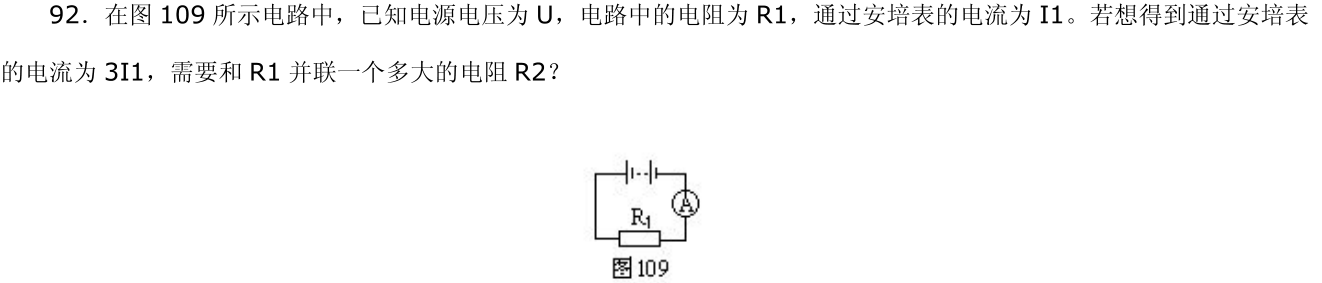 92．在图 109 所示电路中，已知电源电压为 U，电路中的电阻为 R1，通过安培表的电流为 I1。若想得到通过安培表
的电流为 3I1，需要和 R1 并联一个多大的电阻 R2？
A
R₁
图109